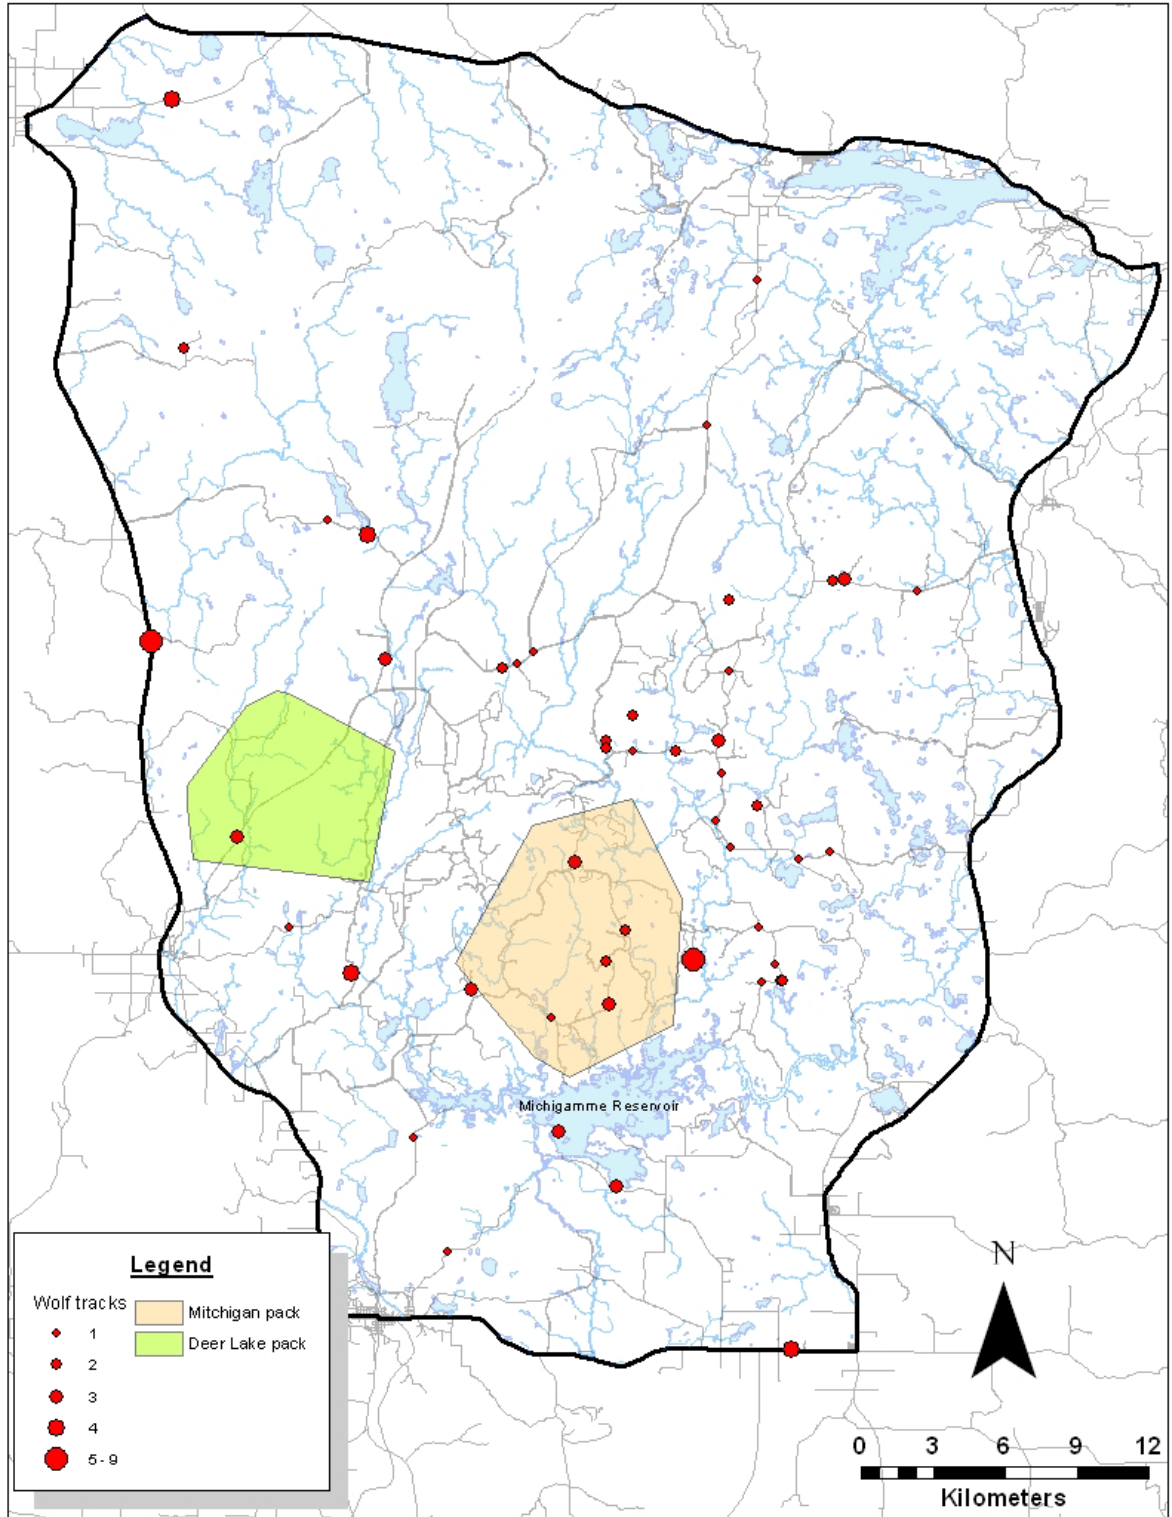 Michigamme Reservoir
Legend
Wolf tracks
1
2
3
4
5-9
Mitchigan pack
Deer Lake pack
N
0 3 6 9 12
Kilometers